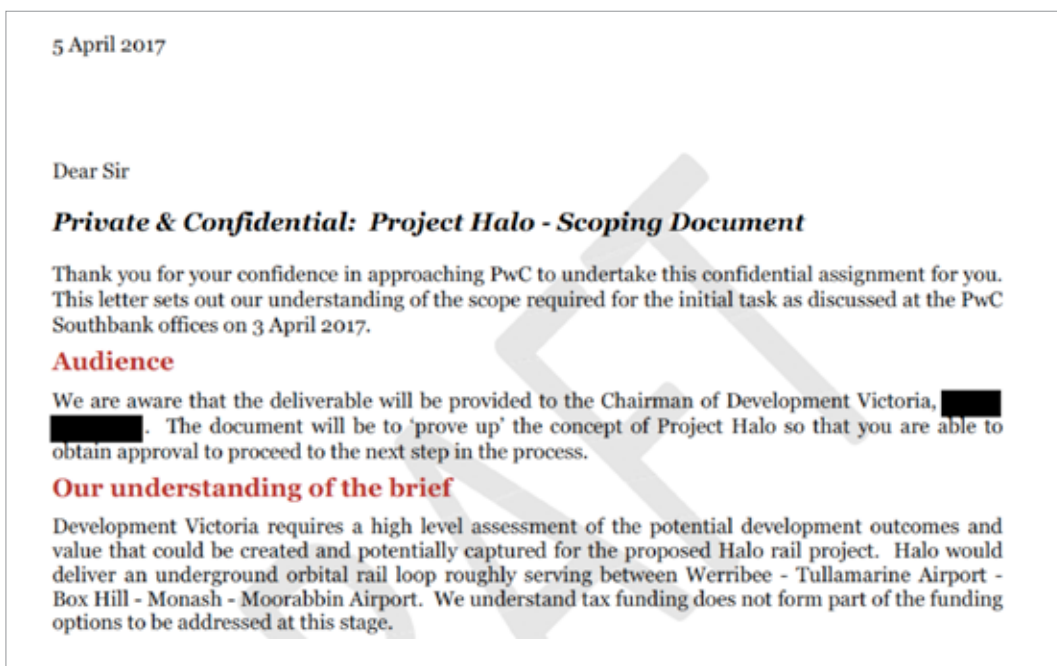 5 April 2017
Dear Sir
Private & Confidential: Project Halo - Scoping Document
Thank you for your confidence in approaching PwC to undertake this confidential assignment for you.
This letter sets out our understanding of the scope required for the initial task as discussed at the PwC
Southbank offices on 3 April 2017.
Audience
We are aware that the deliverable will be provided to the Chairman of Development Victoria,
. The document will be to ‘prove up’ the concept of Project Halo so that you are able to
obtain approval to proceed to the next step in the process.
Our understanding of the brief
Development Victoria requires a high level assessment of the potential development outcomes and
value that could be created and potentially captured for the proposed Halo rail project. Halo would
deliver an underground orbital rail loop roughly serving between Werribee - Tullamarine Airport -
Box Hill - Monash - Moorabbin Airport. We understand tax funding does not form part of the funding
options to be addressed at this stage.